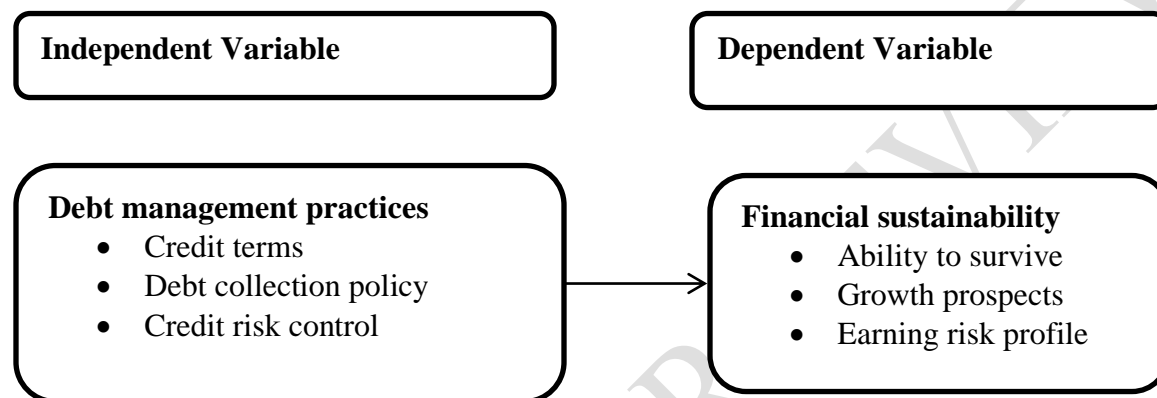 Independent Variable
Dependent Variable
Debt management practices
• Credit terms
• Debt collection policy
• Credit risk control
Financial sustainability
• Ability to survive
• Growth prospects
• Earning risk profile